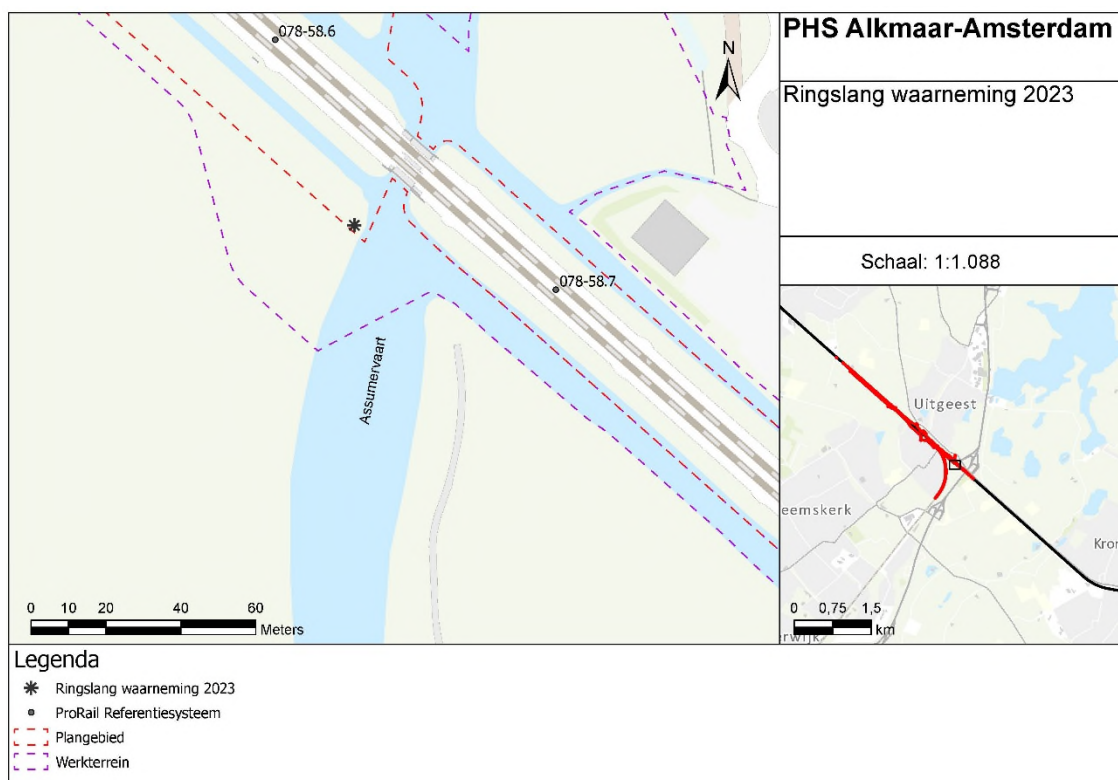 PHS Alkmaar-Amsterdam
Ringslang waarneming 2023
Schaal: 1:1.088
078-58.6
N
078-58.7
Assumervaart
0 10 20 40 60
Meters
Uitgeest
eemskerk
Kron
erwijk
0 0,75 1,5
km
Legenda
Ringslang waarneming 2023
ProRail Referentiesysteem
Plangebied
Werkterrein